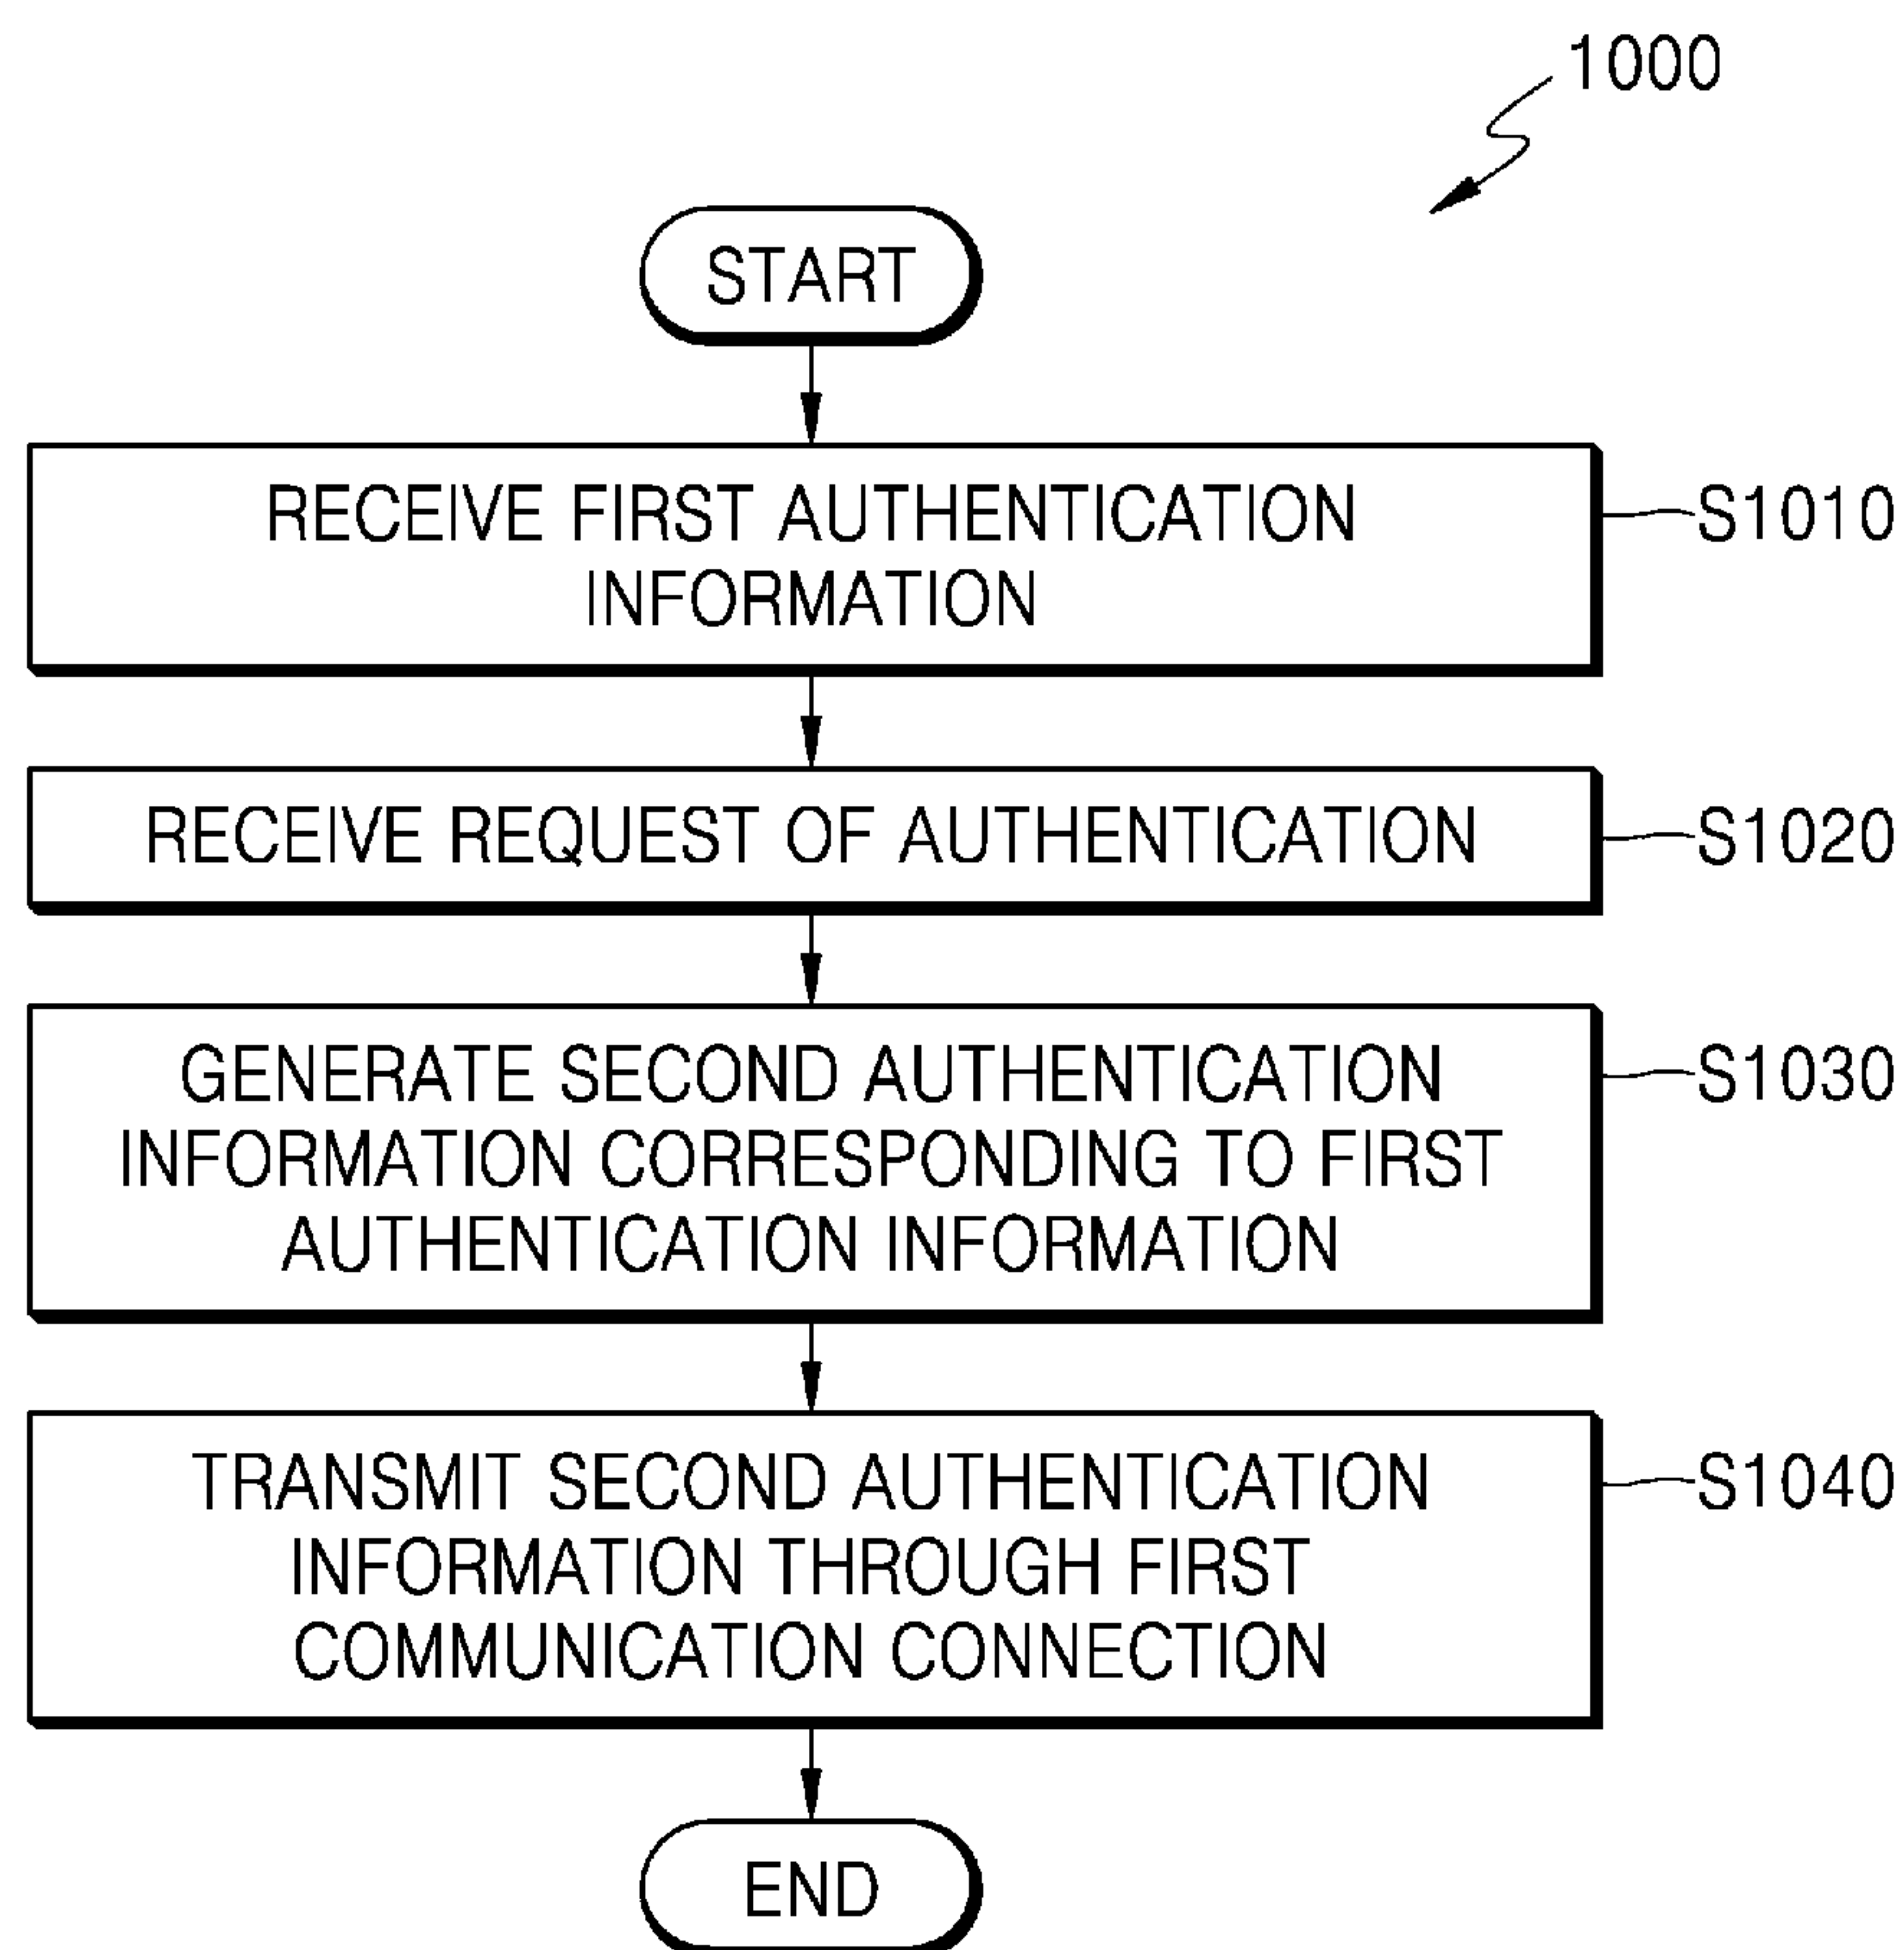 1000
START
RECEIVE FIRST AUTHENTICATION
INFORMATION
S1010
RECEIVE REQUEST OF AUTHENTICATION
S1020
GENERATE SECOND AUTHENTICATION
INFORMATION CORRESPONDING TO FIRST
AUTHENTICATION INFORMATION
S1030
TRANSMIT SECOND AUTHENTICATION
INFORMATION THROUGH FIRST
COMMUNICATION CONNECTION
S1040
END